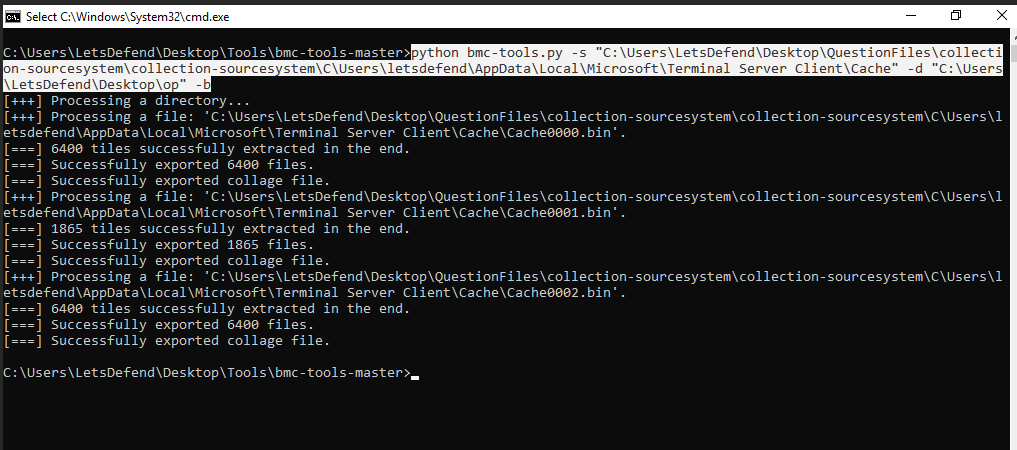 Select C:\Windows\System32\cmd.exe
C:\Users\LetsDefend\Desktop\Tools\bmc-tools-master>python bmc-tools.py -s "C:\Users\LetsDefend\Desktop\QuestionFiles\collecti
on-sourcesystem\collection-sourcesystem\C\Users\letsdefend\AppData\Local\Microsoft\Terminal Server Client\Cache" -d "C:\Users
\LetsDefend\Desktop\op" -b
[+++] Processing a directory...
[+++] Processing a file: 'C:\Users\LetsDefend\Desktop\QuestionFiles\collection-sourcesystem\collection-sourcesystem\C\Users\l
etsdefend\AppData\Local\Microsoft\Terminal Server Client\Cache\Cache0000.bin'.
[===] 6400 tiles successfully extracted in the end.
[===] Successfully exported 6400 files.
[===] Successfully exported collage file.
[+++] Processing a file: 'C:\Users\LetsDefend\Desktop\QuestionFiles\collection-sourcesystem\collection-sourcesystem\C\Users\l
etsdefend\AppData\Local\Microsoft\Terminal Server Client\Cache\Cache0001.bin'.
[===] 1865 tiles successfully extracted in the end.
[===] Successfully exported 1865 files.
[===] Successfully exported collage file.
[+++] Processing a file: 'C:\Users\LetsDefend\Desktop\QuestionFiles\collection-sourcesystem\collection-sourcesystem\C\Users\l
etsdefend\AppData\Local\Microsoft\Terminal Server Client\Cache\Cache0002.bin'.
[===] 6400 tiles successfully extracted in the end.
[===] Successfully exported 6400 files.
[===] Successfully exported collage file.
C:\Users\LetsDefend\Desktop\Tools\bmc-tools-master>